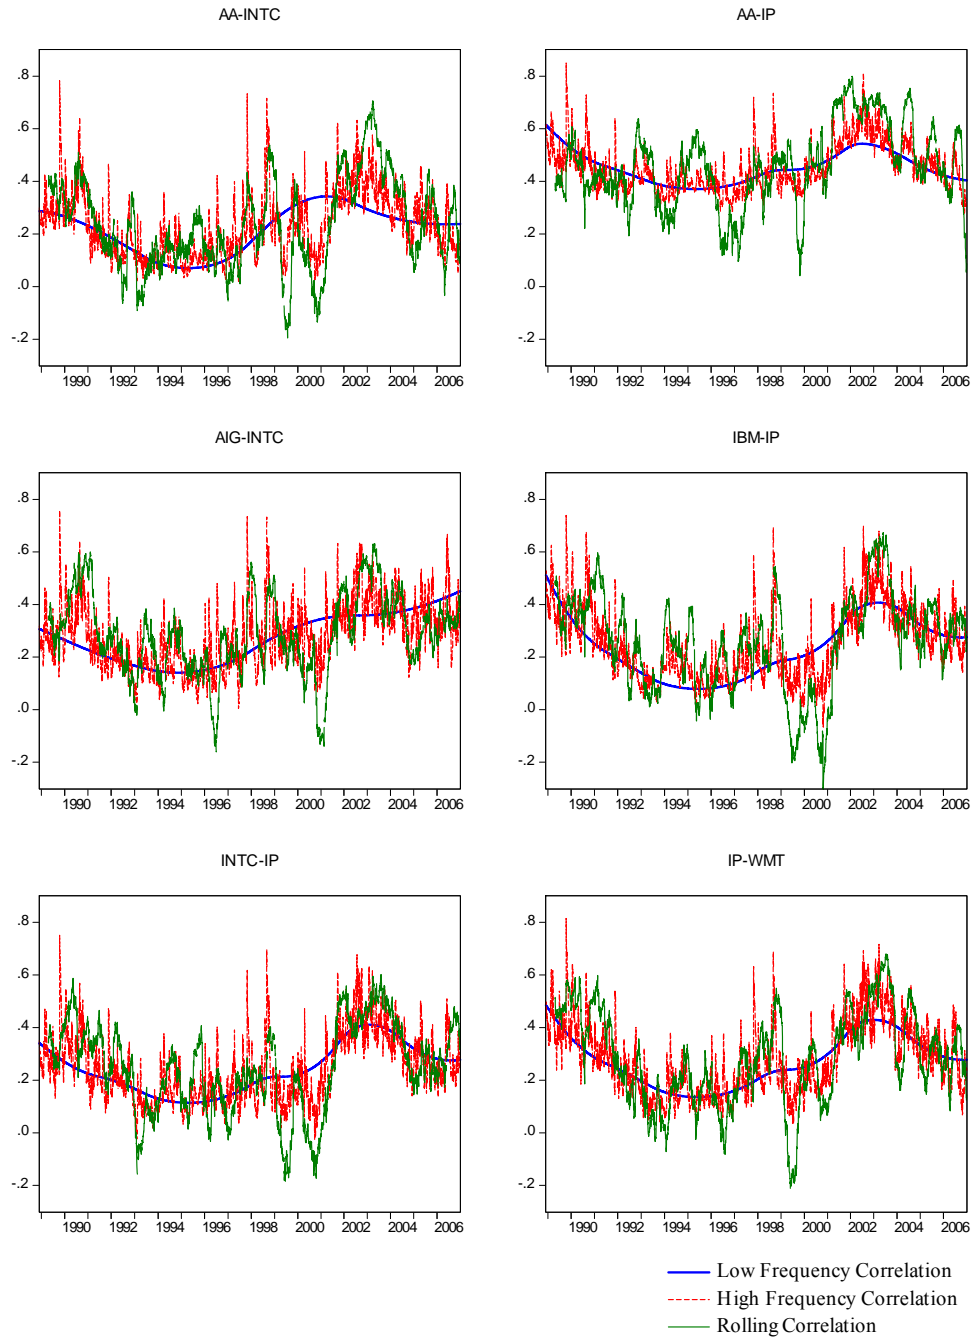 AA-INTC
AA-IP
.8
.6
.4
.2
.0
-.2
1990 1992 1994 1996 1998 2000 2002 2004 2006
.8
.6
.4
.2
.0
-.2
1990 1992 1994 1996 1998 2000 2002 2004 2006
AIG-INTC
IBM-IP
.8
.6
.4
.2
.0
-.2
1990 1992 1994 1996 1998 2000 2002 2004 2006
.8
.6
.4
.2
.0
-.2
1990 1992 1994 1996 1998 2000 2002 2004 2006
INTC-IP
IP-WMT
.8
.6
.4
.2
.0
-.2
1990 1992 1994 1996 1998 2000 2002 2004 2006
.8
.6
.4
.2
.0
-.2
1990 1992 1994 1996 1998 2000 2002 2004 2006
Low Frequency Correlation
High Frequency Correlation
Rolling Correlation